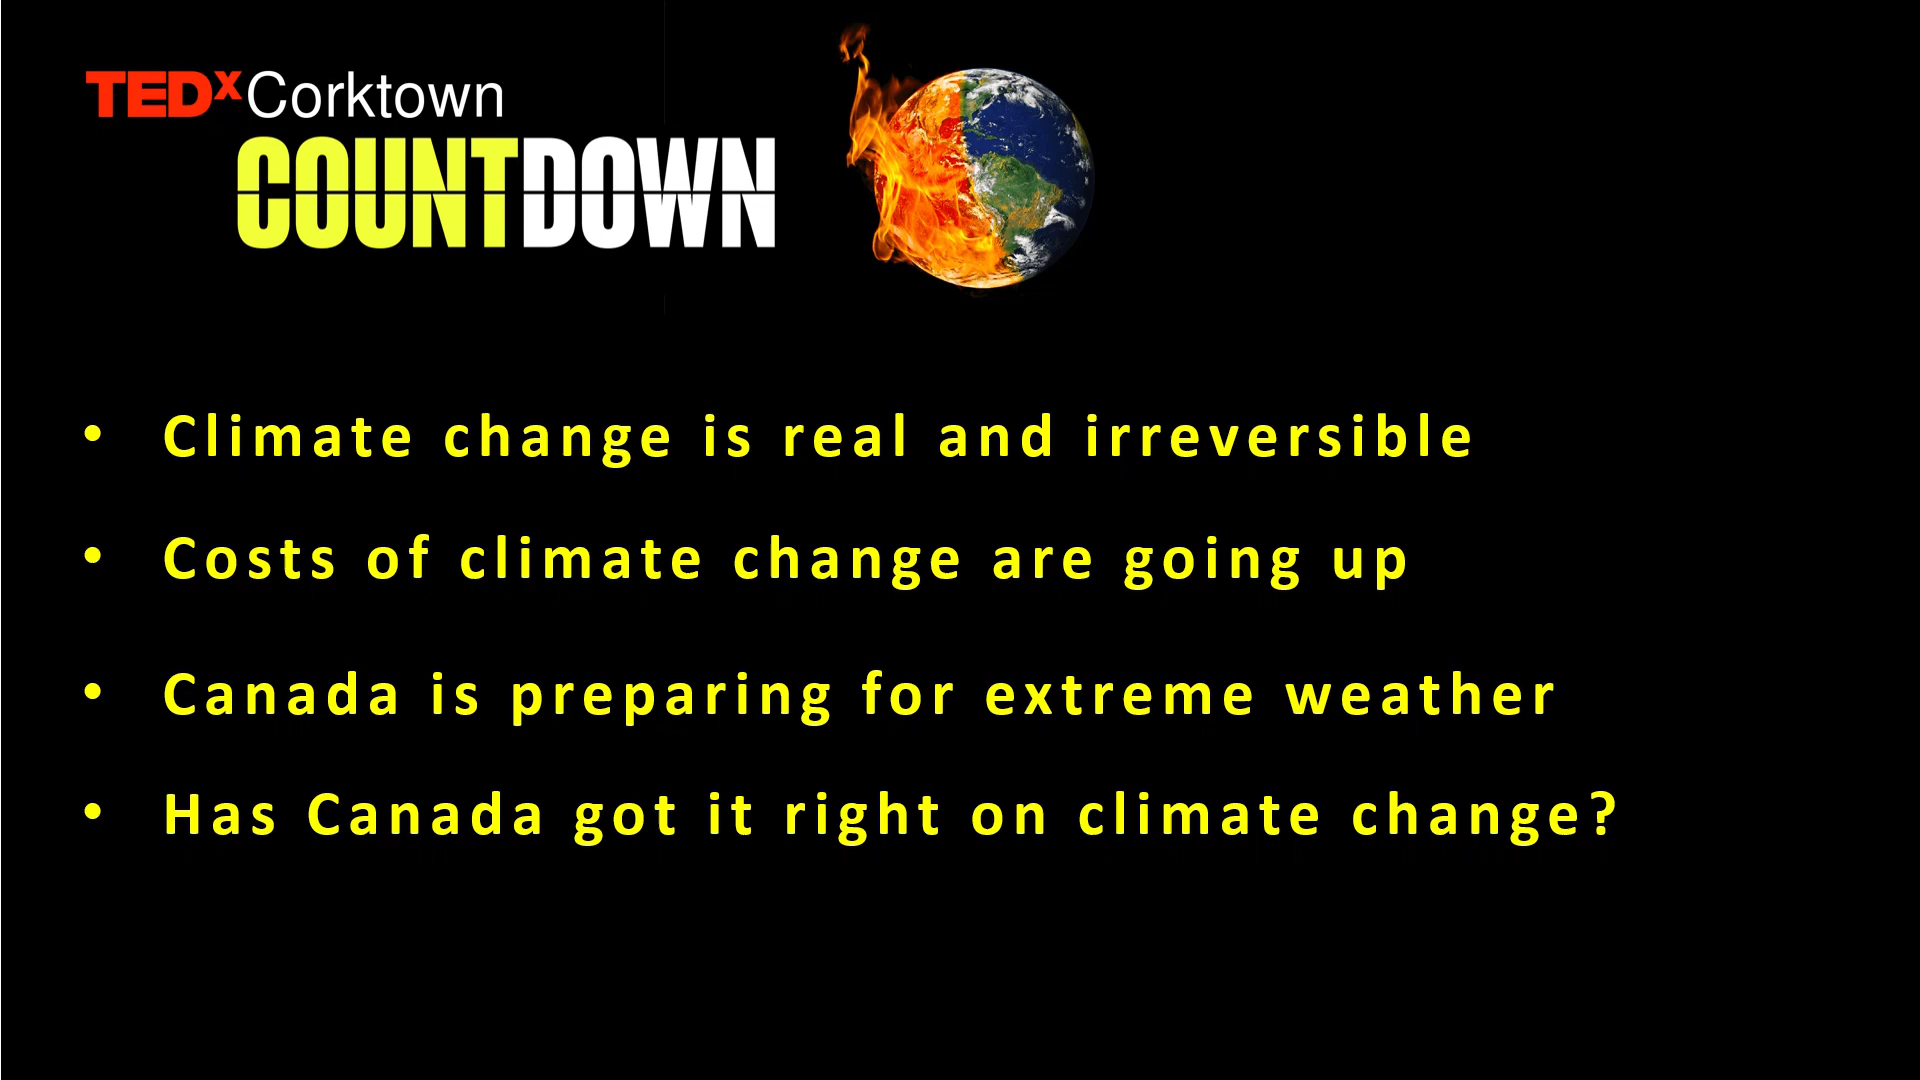 TEDxCorktown
COUNTDOWN
• Climate change is real and irreversible
• Costs of climate change are going up
• Canada is preparing for extreme weather
• Has Canada got it right on climate change?